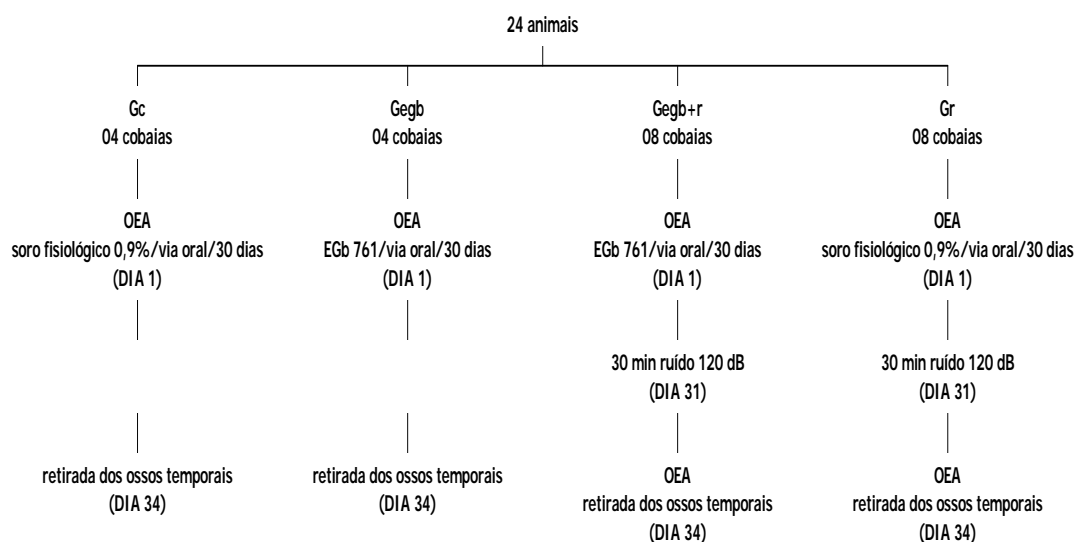 24 animais
Gc
04 cobaias
Gegb
04 cobaias
Gegb+r
08 cobaias
Gr
08 cobaias
OEA
soro fisiológico 0,9%/via oral/30 dias
(DIA 1)
OEA
EGb 761/via oral/30 dias
(DIA 1)
OEA
EGb 761/via oral/30 dias
(DIA 1)
OEA
soro fisiológico 0,9%/via oral/30 dias
(DIA 1)
30 min ruído 120 dB
(DIA 31)
30 min ruído 120 dB
(DIA 31)
retirada dos ossos temporais
(DIA 34)
retirada dos ossos temporais
(DIA 34)
OEA
retirada dos ossos temporais
(DIA 34)
OEA
retirada dos ossos temporais
(DIA 34)